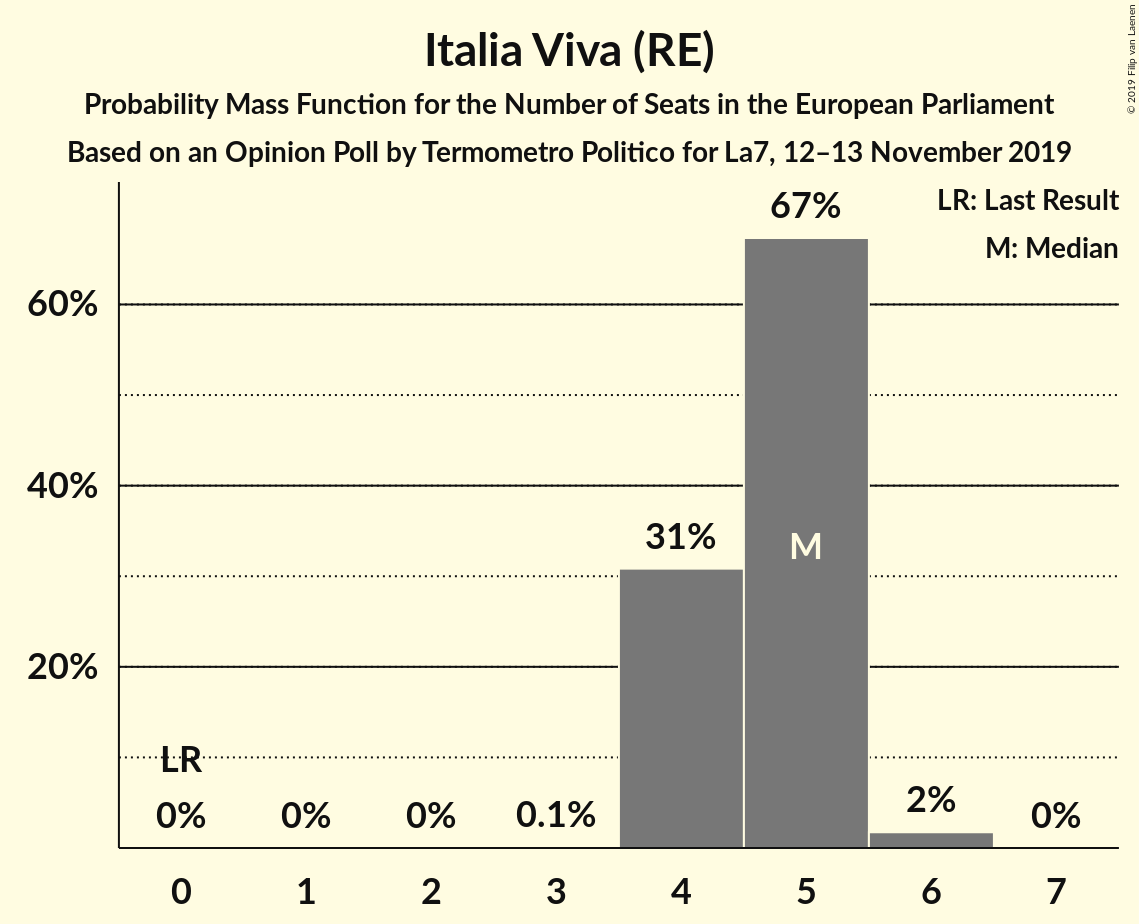 Italia Viva (RE)
Probability Mass Function for the Number of Seats in the European Parliament
Based on an Opinion Poll by Termometro Politico for La7, 12–13 November 2019
© 2019 Filip van Laenen
LR: Last Result
M: Median
67%
60%
40%
31%
M
20%
LR
0%
0%
0%
0.1%
2%
0%
0 1 2 3 4 5 6 7